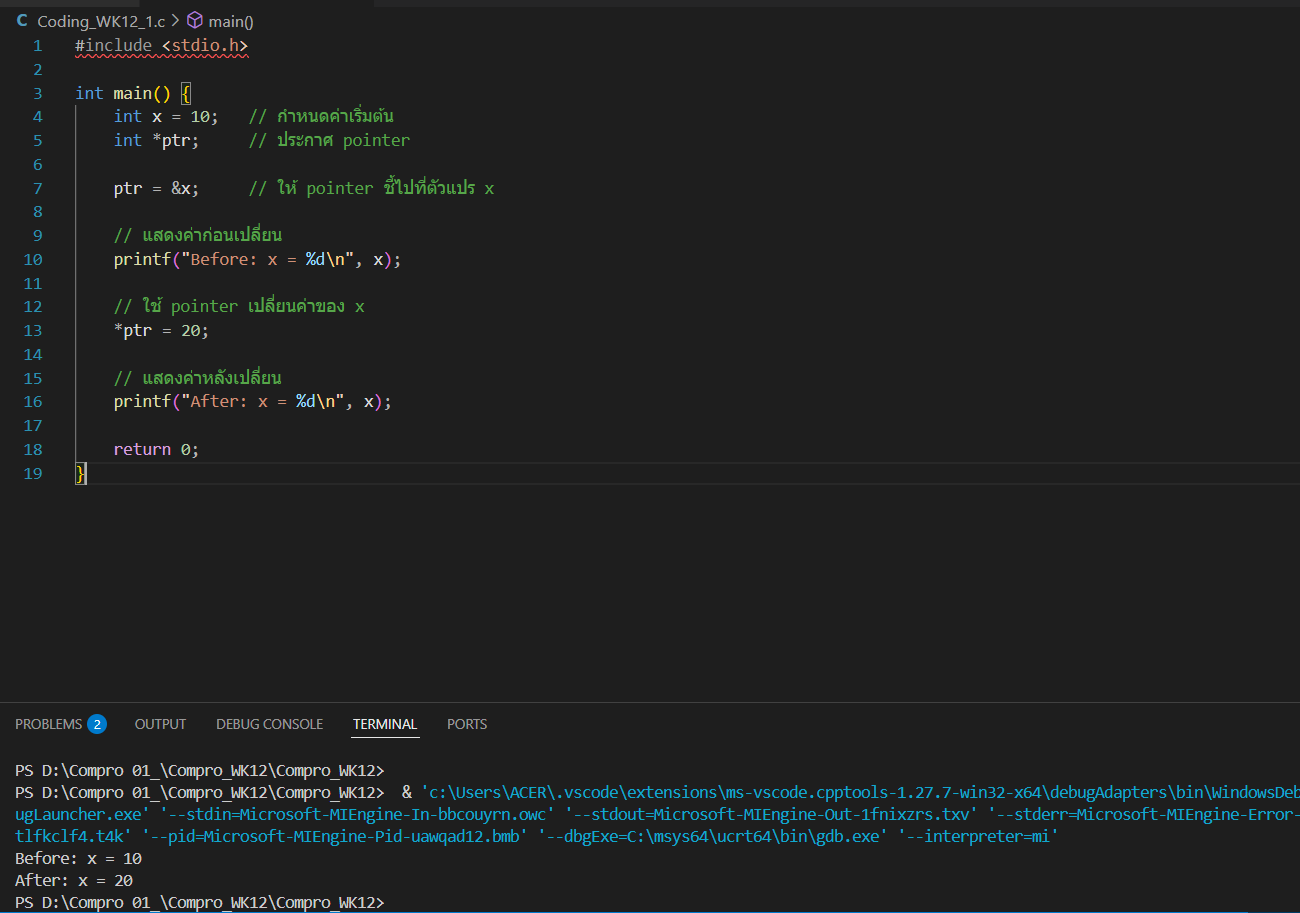 C Coding_WK12_1.c > main()
1 #include <stdio.h>
2
3 int main() {
4 int x = 10; // กำหนดค่าเริ่มต้น
5 int *ptr; // ประกาศ pointer
6
7 ptr = &x; // ให้ pointer ชี้ไปที่ตัวแปร x
8
9 // แสดงค่าก่อนเปลี่ยน
10 printf("Before: x = %d\n", x);
11
12 // ใช้ pointer เปลี่ยนค่าของ x
13 *ptr = 20;
14
15 // แสดงค่าหลังเปลี่ยน
16 printf("After: x = %d\n", x);
17
18 return 0;
19 }
PROBLEMS 2 OUTPUT DEBUG CONSOLE TERMINAL PORTS
PS D:\Compro 01_\Compro_WK12\Compro_WK12>
PS D:\Compro 01_\Compro_WK12\Compro_WK12> & 'c:\Users\ACER\.vscode\extensions\ms-vscode.cpptools-1.27.7-win32-x64\debugAdapters\bin\WindowsDeb
ugLauncher.exe' '--stdin=Microsoft-MIEngine-In-bbcouyrn.owc' '--stdout=Microsoft-MIEngine-Out-1fnixzrs.txv' '--stderr=Microsoft-MIEngine-Error-
tlfkclf4.t4k' '--pid=Microsoft-MIEngine-Pid-uawqad12.bmb' '--dbgExe=C:\msys64\ucrt64\bin\gdb.exe' '--interpreter=mi'
Before: x = 10
After: x = 20
PS D:\Compro 01_\Compro_WK12\Compro_WK12>